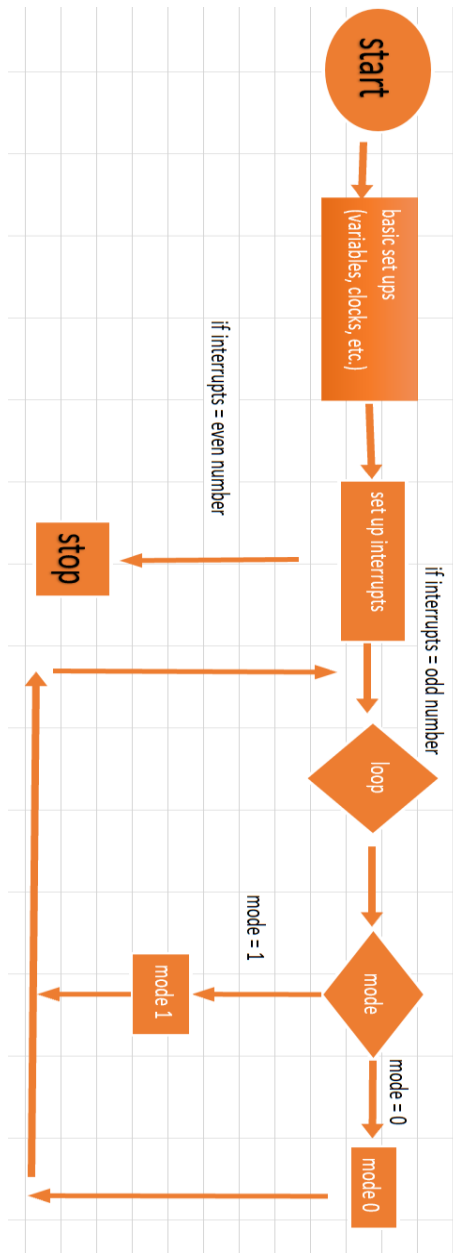 start
basic set ups
(variables, clocks, etc.)
if interrupts = even number
set up interrupts
stop
if interrupts = odd number
loop
mode = 1
mode
mode 1
mode = 0
mode 0